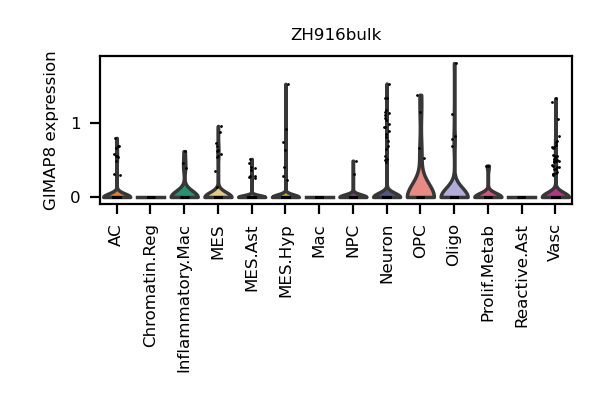 ZH916bulk
GIMAP8 expression
1
0
AC
Chromatin.Reg
Inflammatory.Mac
MES
MES.Ast
MES.Hyp
Mac
NPC
Neuron
OPC
Oligo
Prolif.Metab
Reactive.Ast
Vasc